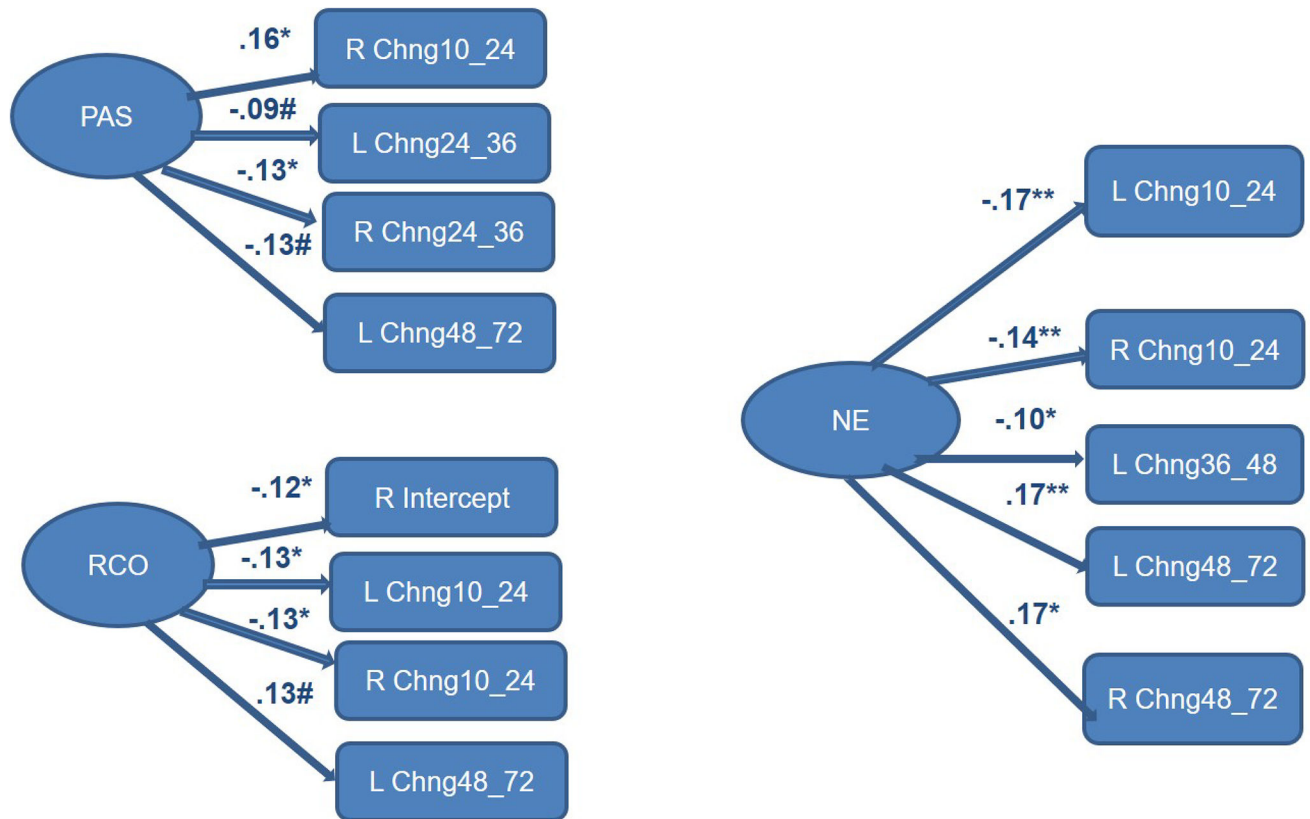 PAS
.16*
R Chng10_24
-.09#
L Chng24_36
-.13*
R Chng24_36
-.13#
L Chng48_72
RCO
-.12*
R Intercept
-.13*
L Chng10_24
-.13*
R Chng10_24
.13#
L Chng48_72
NE
-.17**
L Chng10_24
-.14**
R Chng10_24
-.10*
L Chng36_48
.17**
L Chng48_72
.17*
R Chng48_72